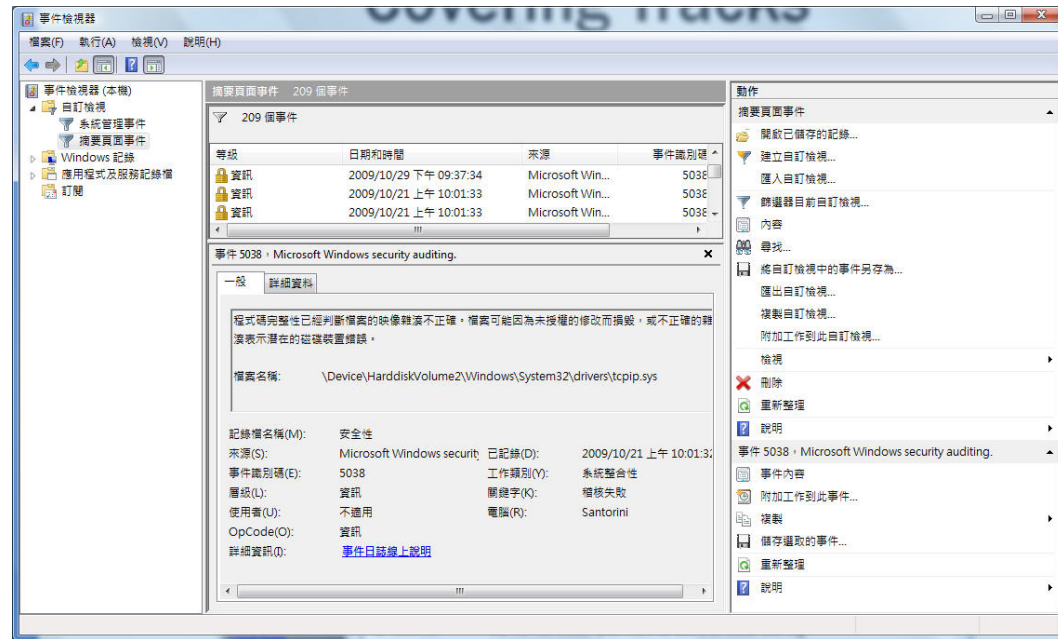 Covering Tracks
事件檢視器
檔案(F) 執行(A) 檢視(V) 說明(H)
事件檢視器 (本機)
自訂檢視
系統管理事件
摘要頁面事件
Windows 記錄
應用程式及服務記錄檔
訂閱
摘要頁面事件 209 個事件
209 個事件
等級 日期和時間 來源 事件識別碼
資訊 2009/10/29 下午 09:37:34 Microsoft Win... 5038
資訊 2009/10/21 上午 10:01:33 Microsoft Win... 5038
資訊 2009/10/21 上午 10:01:33 Microsoft Win... 5038
事件 5038，Microsoft Windows security auditing.
一般 詳細資料
程式碼完整性已經判斷檔案的映像雜湊不正確。檔案可能因為未授權的修改而損毀，或不正確的雜
湊表示潛在的磁碟裝置錯誤。
檔案名稱: \Device\HarddiskVolume2\Windows\System32\drivers\tcpip.sys
記錄檔名稱(M): 安全性
來源(S): Microsoft Windows security 已記錄(D): 2009/10/21 上午 10:01:32
事件識別碼(E): 5038 工作類別(Y): 系統整合性
層級(L): 資訊 關鍵字(K): 稽核失敗
使用者(U): 不適用 電腦(R): Santorini
OpCode(O): 資訊
詳細資訊(I): 事件日誌線上說明
動作
摘要頁面事件
開啟已儲存的記錄...
建立自訂檢視...
匯入自訂檢視...
篩選器目前自訂檢視...
內容
尋找...
將自訂檢視中的事件另存為...
匯出自訂檢視...
複製自訂檢視...
附加工作到此自訂檢視...
檢視
刪除
重新整理
說明
事件 5038，Microsoft Windows security auditing.
事件內容
附加工作到此事件...
複製
儲存選取的事件...
重新整理
說明